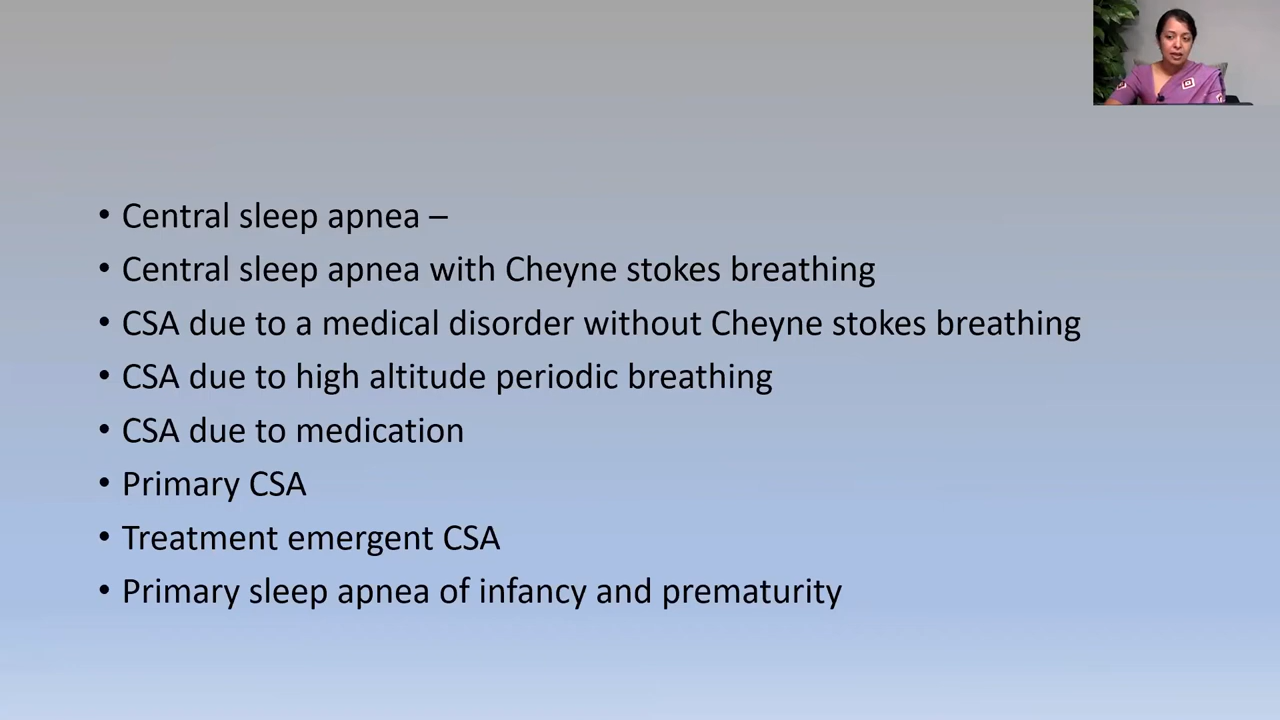 • Central sleep apnea –
• Central sleep apnea with Cheyne stokes breathing
• CSA due to a medical disorder without Cheyne stokes breathing
• CSA due to high altitude periodic breathing
• CSA due to medication
• Primary CSA
• Treatment emergent CSA
• Primary sleep apnea of infancy and prematurity